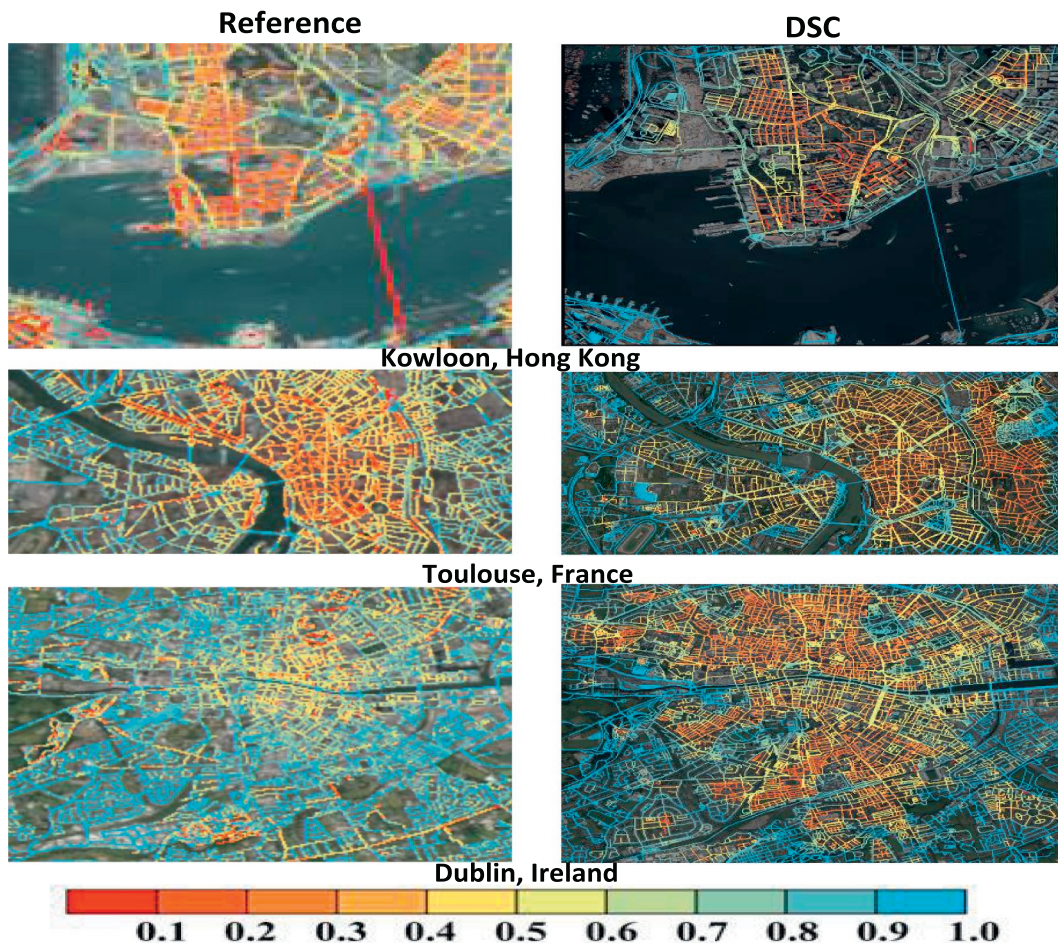 Reference DSC
Kowloon, Hong Kong
Toulouse, France
Dublin, Ireland
0.1 0.2 0.3 0.4 0.5 0.6 0.7 0.8 0.9 1.0